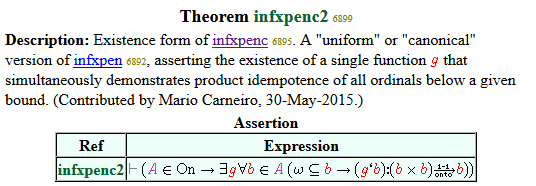 Theorem infxpenc2 6899
Description: Existence form of infxpenc 6895. A "uniform" or "canonical"
version of infxpen 6892, asserting the existence of a single function g that
simultaneously demonstrates product idempotence of all ordinals below a given
bound. (Contributed by Mario Carneiro, 30-May-2015.)
Assertion
Ref Expression
infxpenc2 ⊢ (A ∈ On → ∃g∀b ∈ A (ω ⊆ b → (g‘b):(b × b)–1-1-onto→b))